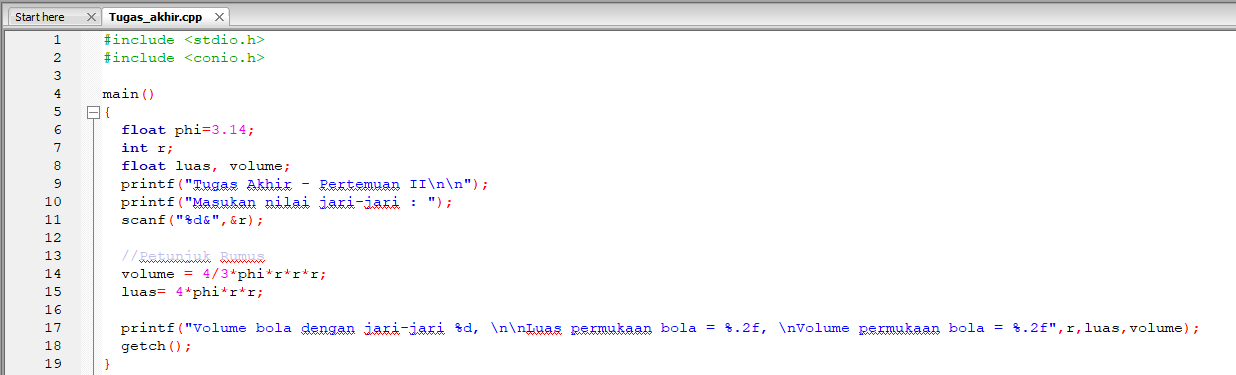 Start here Tugas_akhir.cpp
1 #include <stdio.h>
2 #include <conio.h>
3
4 main()
5 {
6 float phi=3.14;
7 int r;
8 float luas, volume;
9 printf("Tugas Akhir - Pertemuan II\n\n");
10 printf("Masukan nilai jari-jari : ");
11 scanf("%d&",&r);
12
13 //Petunjuk Rumus
14 volume = 4/3*phi*r*r*r;
15 luas= 4*phi*r*r;
16
17 printf("Volume bola dengan jari-jari %d, \n\nLuas permukaan bola = %.2f, \nVolume permukaan bola = %.2f",r,luas,volume);
18 getch();
19 }